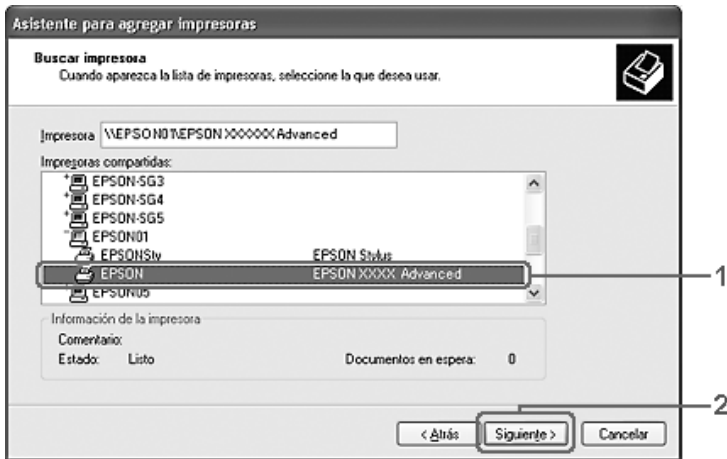 Asistente para agregar impresoras
Buscar impresora
Cuando aparezca la lista de impresoras, seleccione la que desea usar.
Impresora \\EPSON01\EPSON XXXXXX Advanced
Impresoras compartidas:
EPSON-SG3
EPSON-SG4
EPSON-SG5
EPSON01
EPSONSty EPSON Stylus
EPSON EPSON XXXX Advanced
1
EPSON05
Información de la impresora
Comentario:
Estado: Listo Documentos en espera: 0
2
< Atrás Siguiente > Cancelar